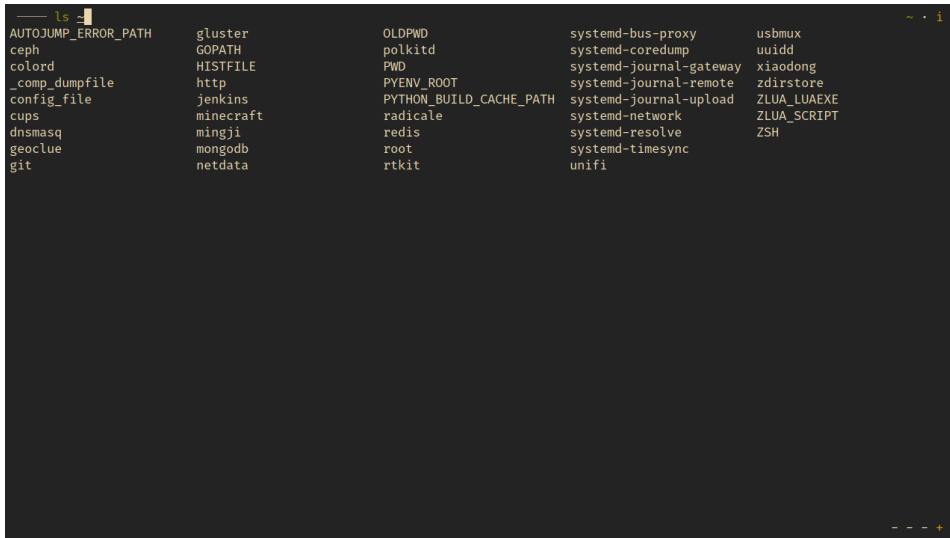 ──── ls ~ ~ · i
AUTOJUMP_ERROR_PATH gluster OLDPWD systemd-bus-proxy usbmux
ceph GOPATH polkitd systemd-coredump uuidd
colord HISTFILE PWD systemd-journal-gateway xiaodong
_comp_dumpfile http PYENV_ROOT systemd-journal-remote zdirstore
config_file jenkins PYTHON_BUILD_CACHE_PATH systemd-journal-upload ZLUA_LUAEXE
cups minecraft radicale systemd-network ZLUA_SCRIPT
dnsmasq mingji redis systemd-resolve ZSH
geoclue mongodb root systemd-timesync
git netdata rtkit unifi
- - - +